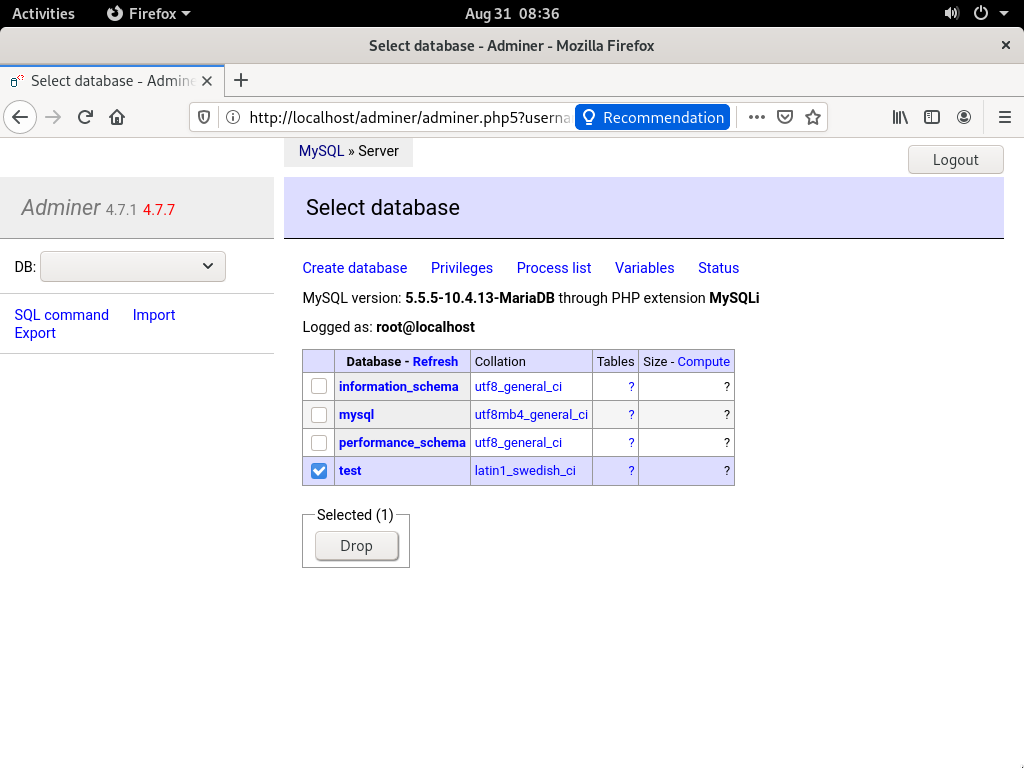 Activities Firefox Aug 31 08:36
Select database - Adminer - Mozilla Firefox
Select database - Admine
http://localhost/adminer/adminer.php5?userna Recommendation
MySQL » Server
Logout
Adminer 4.7.1 4.7.7
Select database
DB:
SQL command Import
Export
Create database Privileges Process list Variables Status
MySQL version: 5.5.5-10.4.13-MariaDB through PHP extension MySQLi
Logged as: root@localhost
Database - Refresh Collation Tables Size - Compute
information_schema utf8_general_ci ? ?
mysql utf8mb4_general_ci ? ?
performance_schema utf8_general_ci ? ?
test latin1_swedish_ci ? ?
Selected (1)
Drop